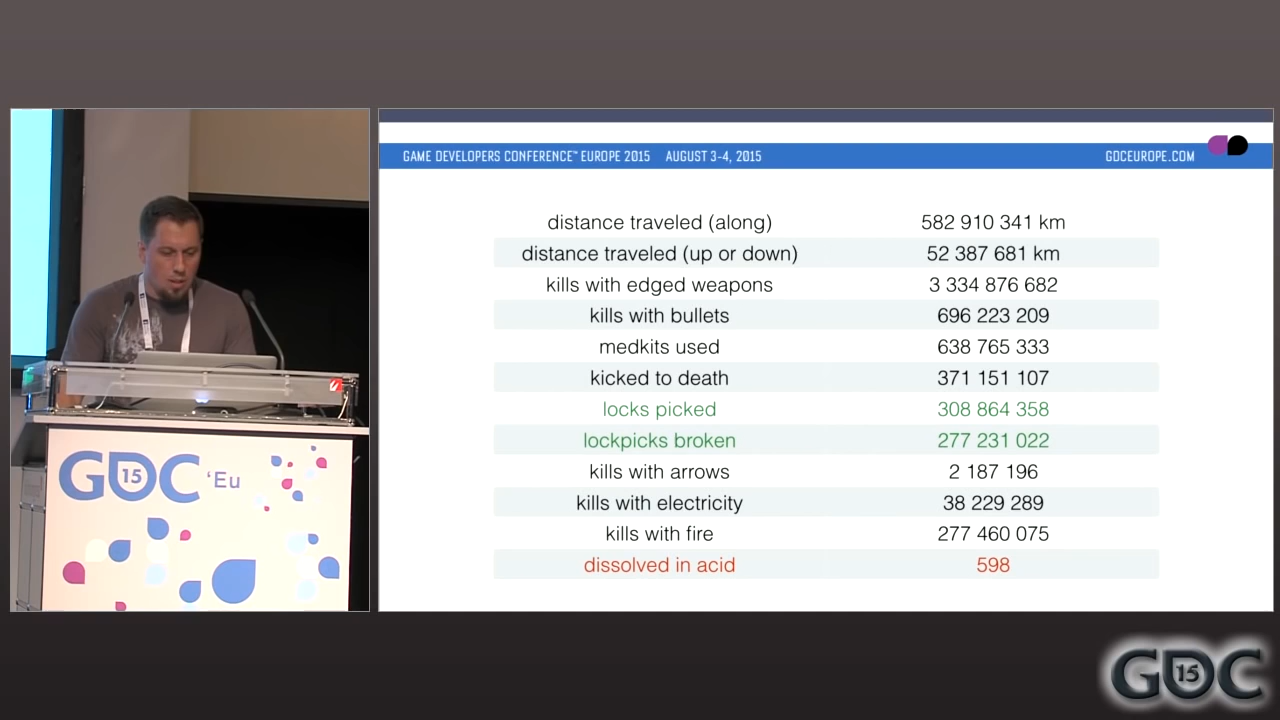 GAME DEVELOPERS CONFERENCE™ EUROPE 2015 AUGUST 3-4, 2015 GDCEUROPE.COM
distance traveled (along) 582 910 341 km
distance traveled (up or down) 52 387 681 km
kills with edged weapons 3 334 876 682
kills with bullets 696 223 209
medkits used 638 765 333
kicked to death 371 151 107
locks picked 308 864 358
lockpicks broken 277 231 022
kills with arrows 2 187 196
kills with electricity 38 229 289
kills with fire 277 460 075
dissolved in acid 598
GDC 15 'Eu
GDC 15